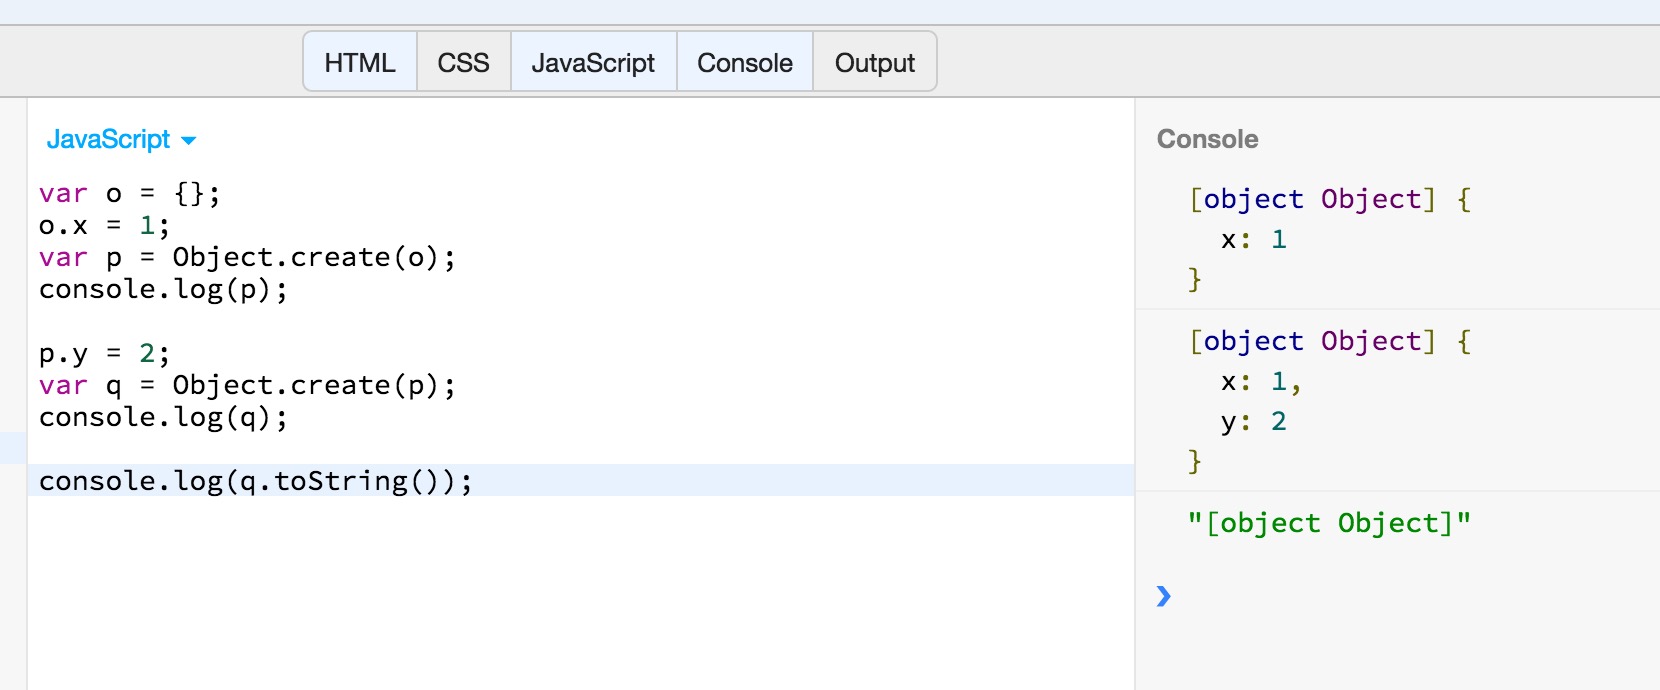 HTML CSS JavaScript Console Output
JavaScript
var o = {};
o.x = 1;
var p = Object.create(o);
console.log(p);
p.y = 2;
var q = Object.create(p);
console.log(q);
console.log(q.toString());
Console
[object Object] {
x: 1
}
[object Object] {
x: 1,
y: 2
}
"[object Object]"